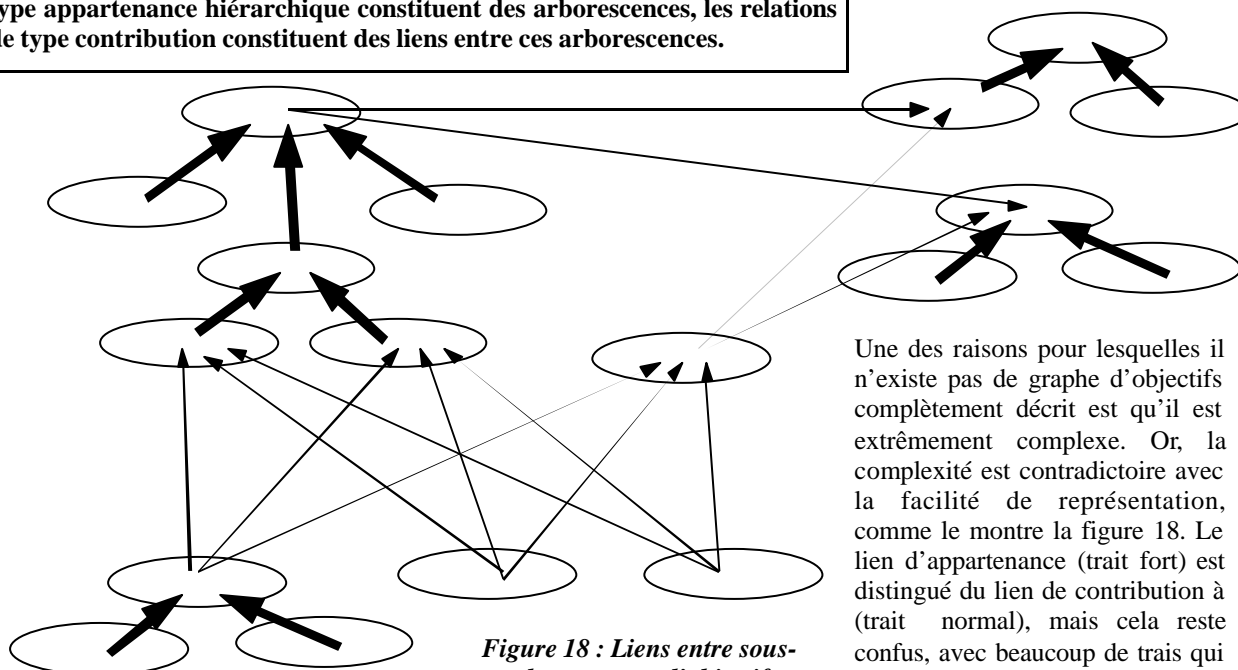 ype appartenance hiérarchique constituent des arborescences, les relations
le type contribution constituent des liens entre ces arborescences.
Une des raisons pour lesquelles il
n'existe pas de graphe d'objectifs
complètement décrit est qu'il est
extrêmement complexe. Or, la
complexité est contradictoire avec
la facilité de représentation,
comme le montre la figure 18. Le
lien d'appartenance (trait fort) est
distingué du lien de contribution à
(trait normal), mais cela reste
confus, avec beaucoup de trais qui
Figure 18 : Liens entre sous-